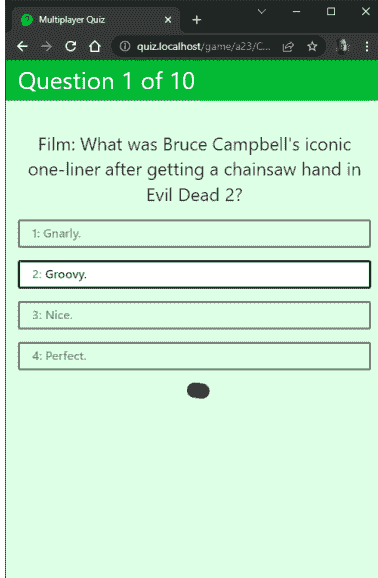 Multiplayer Quiz
quiz.localhost/game/a23/C...
Question 1 of 10
Film: What was Bruce Campbell's iconic
one-liner after getting a chainsaw hand in
Evil Dead 2?
1: Gnarly.
2: Groovy.
3: Nice.
4: Perfect.